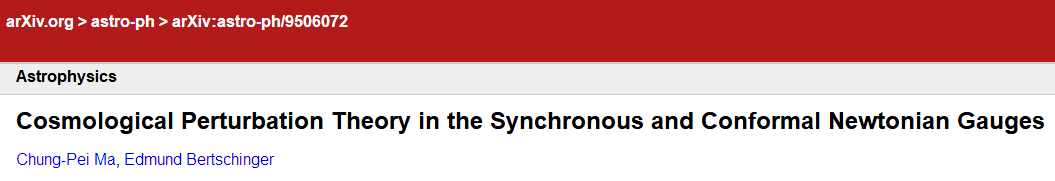 arXiv.org > astro-ph > arXiv:astro-ph/9506072
Astrophysics
Cosmological Perturbation Theory in the Synchronous and Conformal Newtonian Gauges
Chung-Pei Ma, Edmund Bertschinger